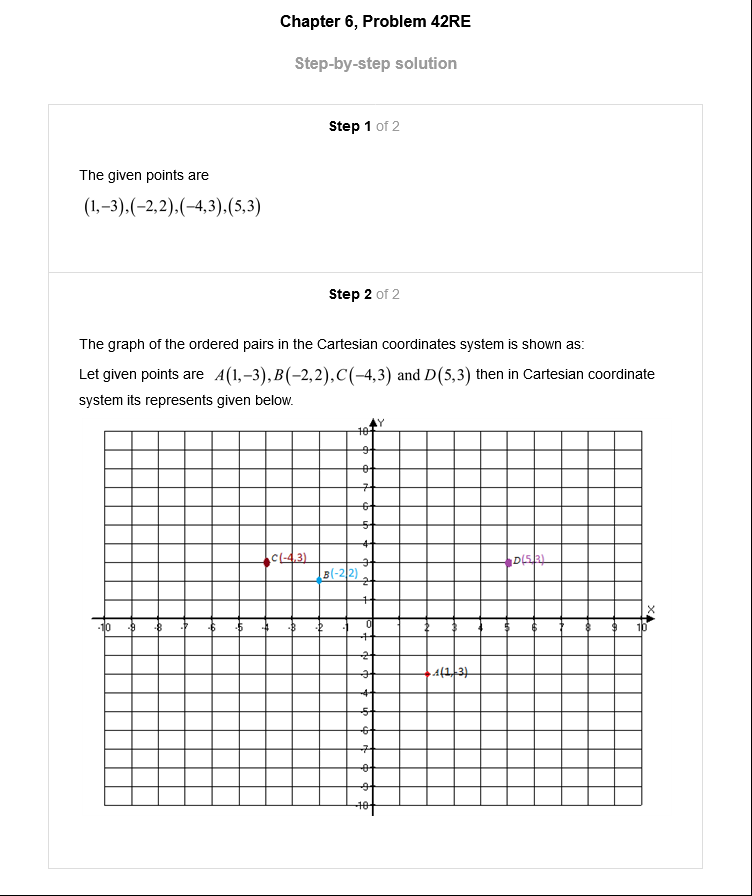 Chapter 6, Problem 42RE
Step-by-step solution
Step 1 of 2
The given points are
(1,−3),(−2,2),(−4,3),(5,3)
Step 2 of 2
The graph of the ordered pairs in the Cartesian coordinates system is shown as:
Let given points are A(1,−3),B(−2,2),C(−4,3) and D(5,3) then in Cartesian coordinate
system its represents given below.
Y
10
9
8
7
6
5
4
C(-4,3) 3 D(5,3)
B(-2,2) 2
1
X
-10 -9 -8 -7 -6 -5 -4 -3 -2 -1 0 1 2 3 4 5 6 7 8 9 10
-1
-2
-3 A(1,-3)
-4
-5
-6
-7
-8
-9
-10